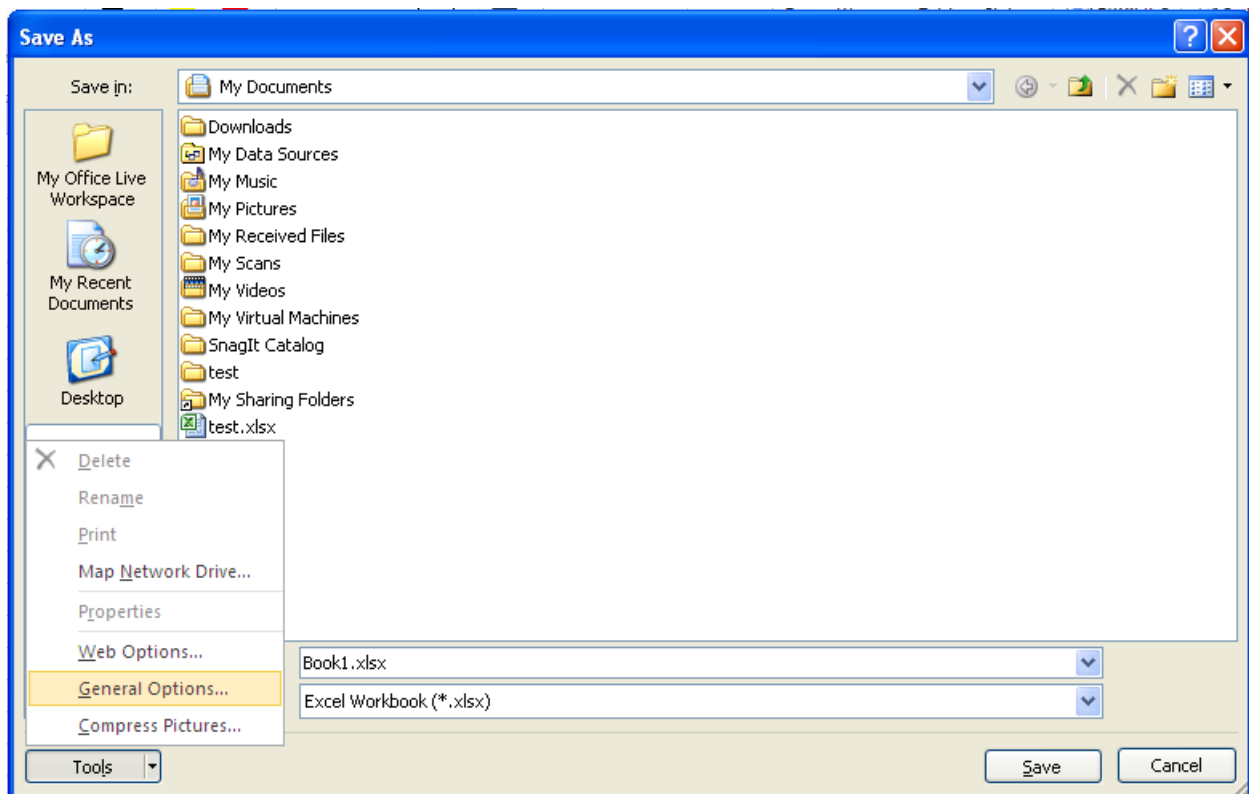 Save As
Save in:
My Documents
My Office Live
Workspace
My Recent
Documents
Desktop
Downloads
My Data Sources
My Music
My Pictures
My Received Files
My Scans
My Videos
My Virtual Machines
SnagIt Catalog
test
My Sharing Folders
test.xlsx
Delete
Rename
Print
Map Network Drive...
Properties
Web Options...
General Options...
Compress Pictures...
Book1.xlsx
Excel Workbook (*.xlsx)
Tools
Save
Cancel